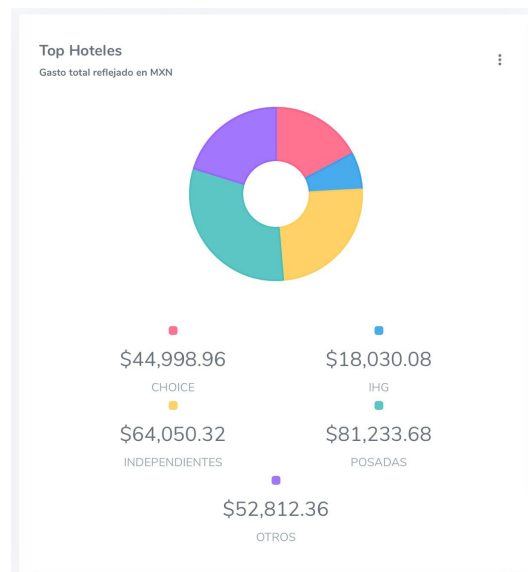 Top Hoteles
Gasto total reflejado en MXN
$44,998.96
CHOICE
$18,030.08
IHG
$64,050.32
INDEPENDIENTES
$81,233.68
POSADAS
$52,812.36
OTROS